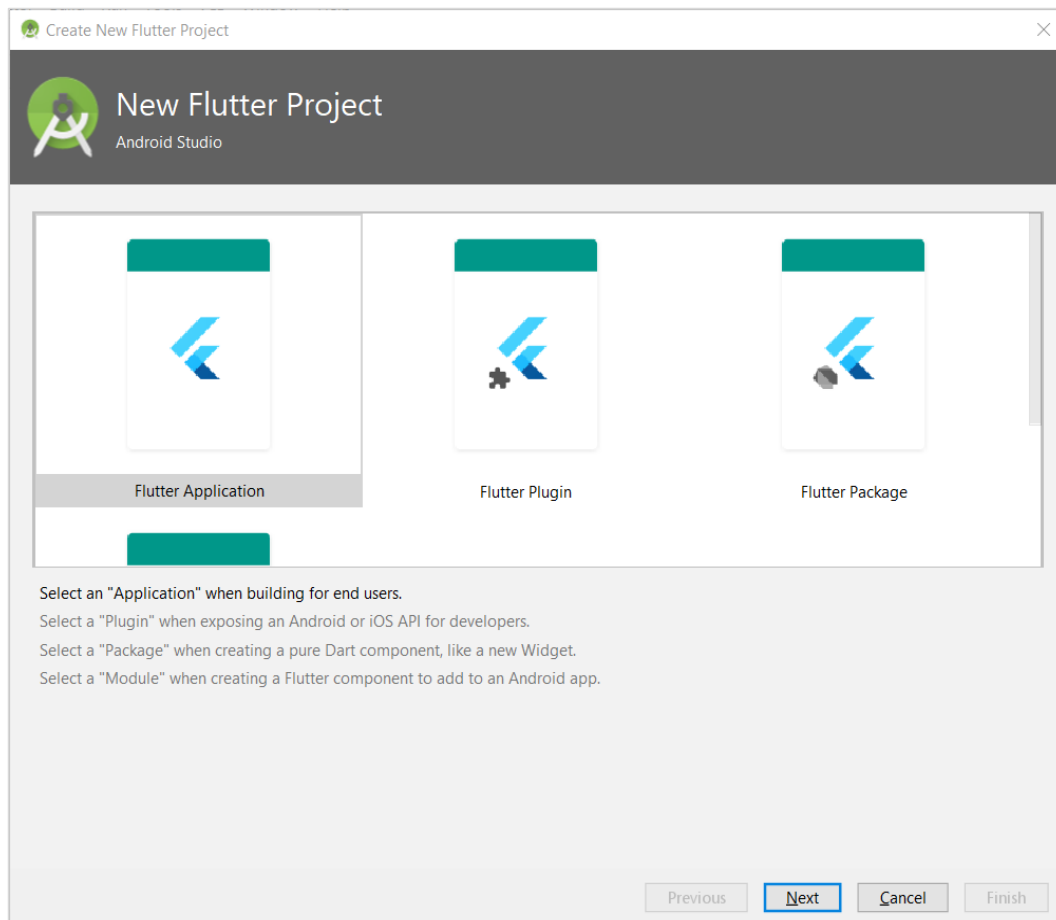 Create New Flutter Project
New Flutter Project
Android Studio
Flutter Application
Flutter Plugin
Flutter Package
Select an "Application" when building for end users.
Select a "Plugin" when exposing an Android or iOS API for developers.
Select a "Package" when creating a pure Dart component, like a new Widget.
Select a "Module" when creating a Flutter component to add to an Android app.
Previous
Next
Cancel
Finish